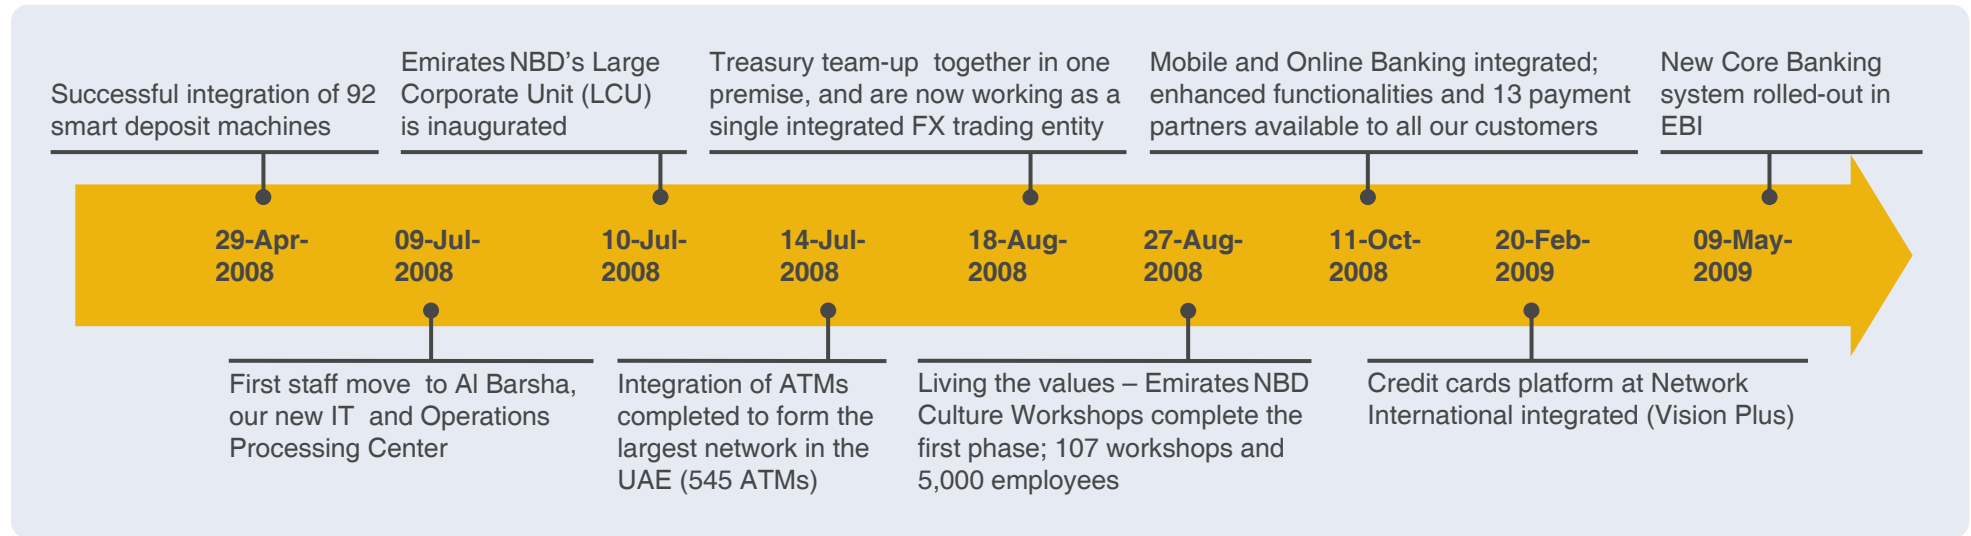 Successful integration of 92
smart deposit machines
Emirates NBD's Large
Corporate Unit (LCU)
is inaugurated
Treasury team-up together in one
premise, and are now working as a
single integrated FX trading entity
Mobile and Online Banking integrated;
enhanced functionalities and 13 payment
partners available to all our customers
New Core Banking
system rolled-out in
EBI
29-Apr-
2008
09-Jul-
2008
10-Jul-
2008
14-Jul-
2008
18-Aug-
2008
27-Aug-
2008
11-Oct-
2008
20-Feb-
2009
09-May-
2009
First staff move to Al Barsha,
our new IT and Operations
Processing Center
Integration of ATMs
completed to form the
largest network in the
UAE (545 ATMs)
Living the values – Emirates NBD
Culture Workshops complete the
first phase; 107 workshops and
5,000 employees
Credit cards platform at Network
International integrated (Vision Plus)